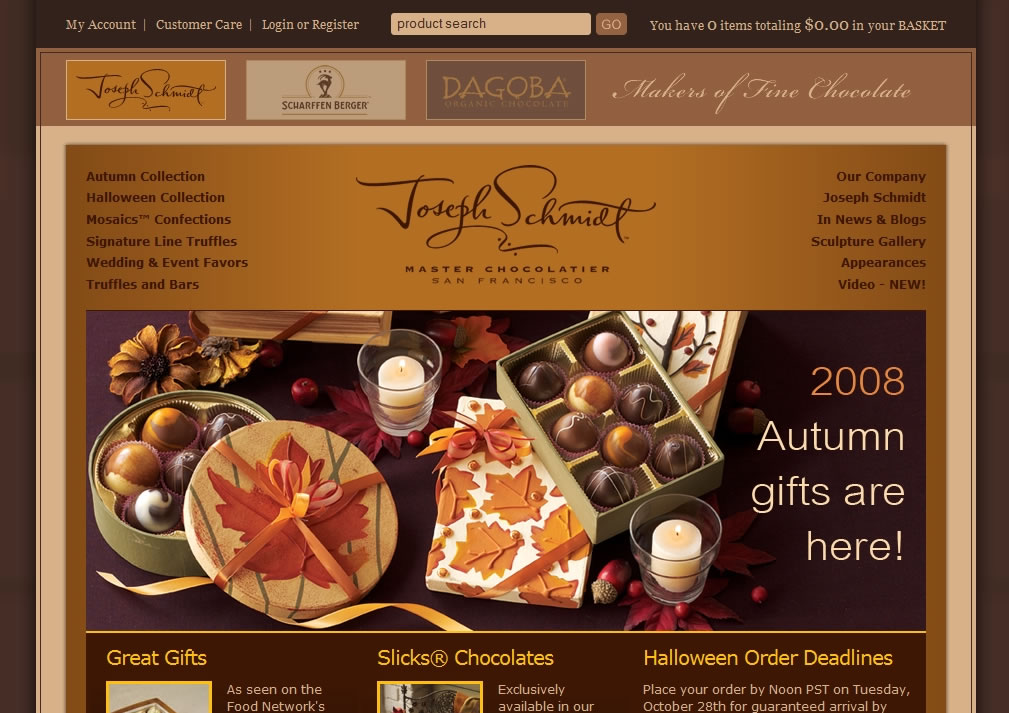 My Account | Customer Care | Login or Register
product search
GO
You have 0 items totaling $0.00 in your BASKET
Joseph Schmidt
SCHARFFEN BERGER
DAGOBA
ORGANIC CHOCOLATE
Makers of Fine Chocolate
Autumn Collection
Halloween Collection
Mosaics™ Confections
Signature Line Truffles
Wedding & Event Favors
Truffles and Bars
Joseph Schmidt
MASTER CHOCOLATIER
SAN FRANCISCO
Our Company
Joseph Schmidt
In News & Blogs
Sculpture Gallery
Appearances
Video - NEW!
2008
Autumn
gifts are
here!
Great Gifts
As seen on the
Food Network's
Slicks® Chocolates
Exclusively
available in our
Halloween Order Deadlines
Place your order by Noon PST on Tuesday,
October 28th for guaranteed arrival by